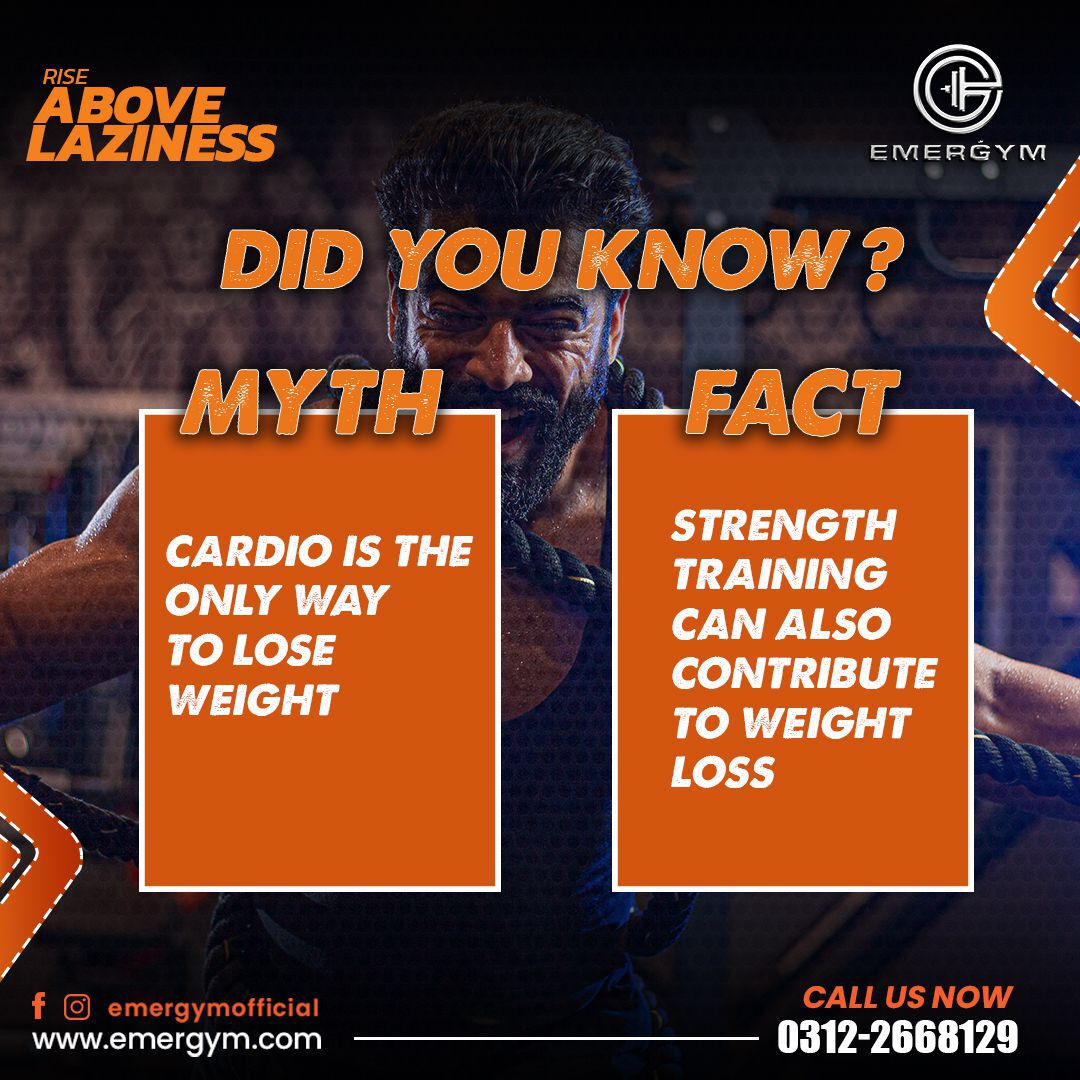 RISE
ABOVE
LAZINESS
EMERGYM
DID YOU KNOW ?
MYTH
CARDIO IS THE
ONLY WAY
TO LOSE
WEIGHT
FACT
STRENGTH
TRAINING
CAN ALSO
CONTRIBUTE
TO WEIGHT
LOSS
emergymofficial
www.emergym.com
CALL US NOW
0312-2668129